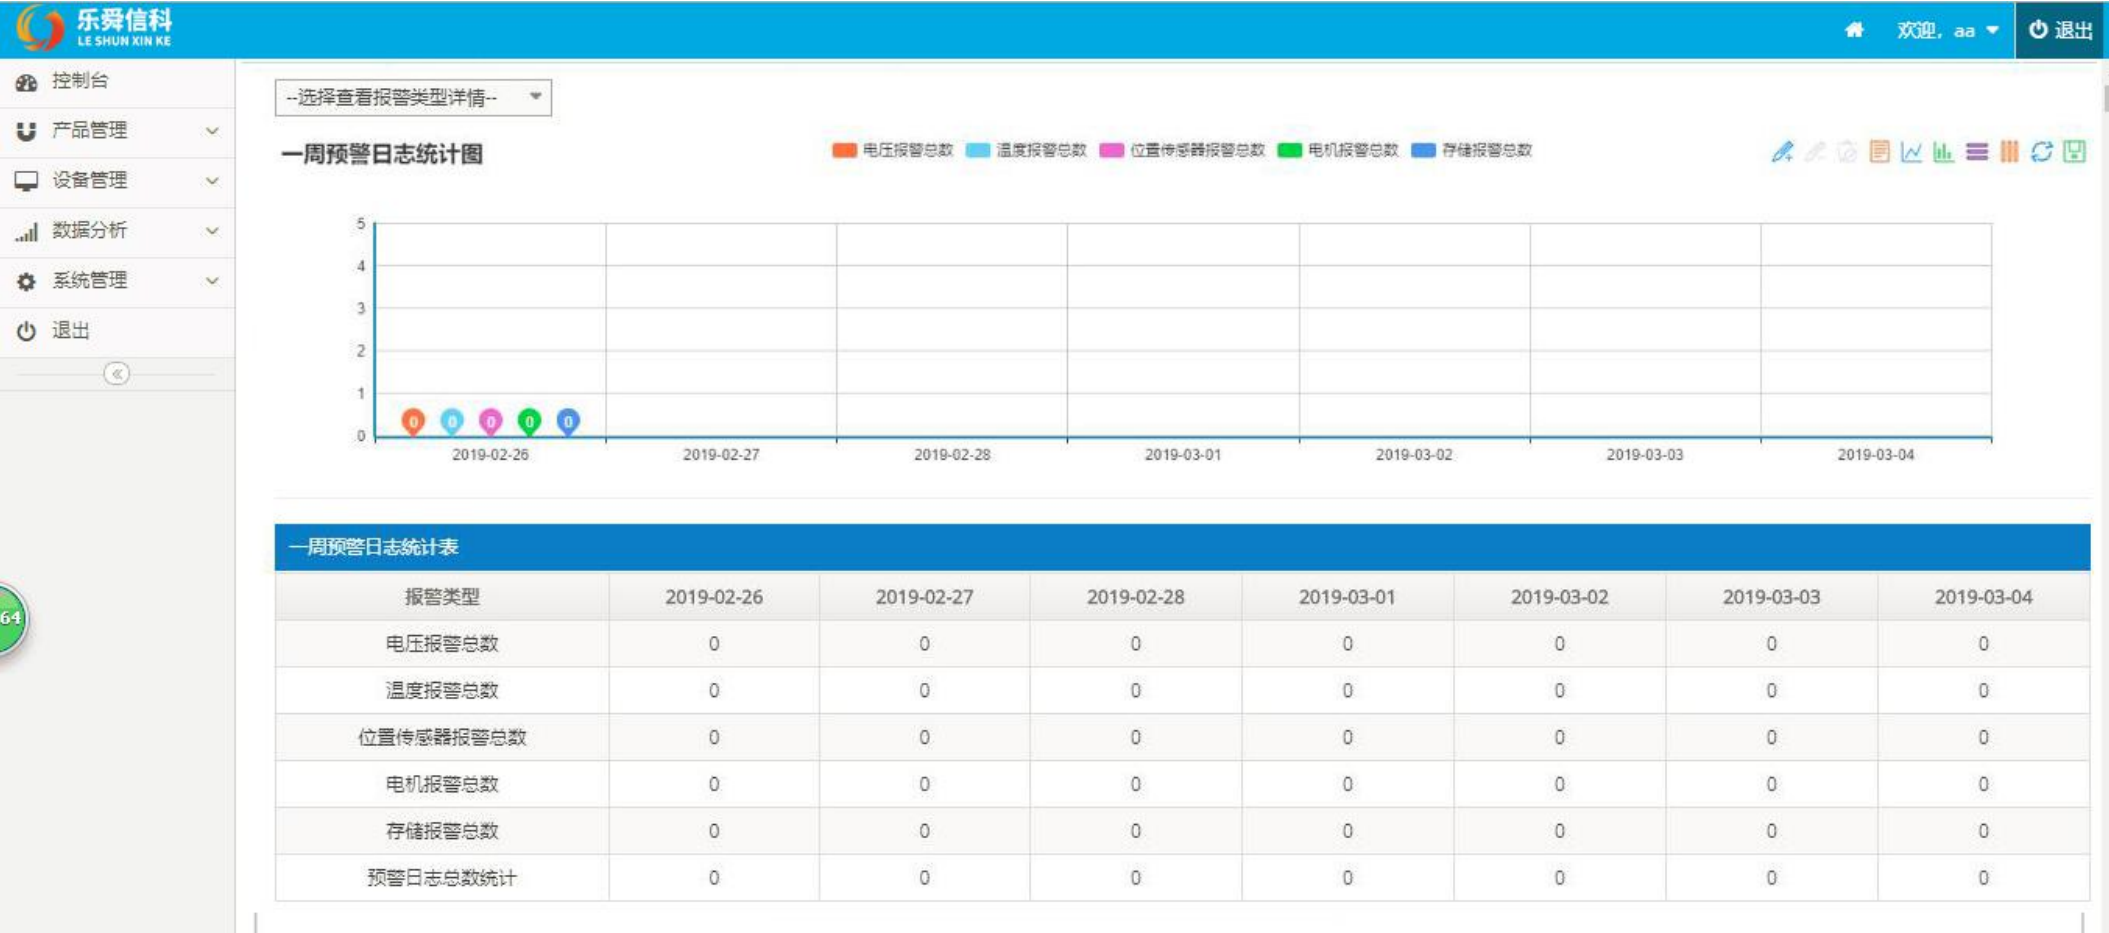 乐舜信科
LE SHUN XIN KE
欢迎, aa
退出
控制台
产品管理
设备管理
数据分析
系统管理
退出
--选择查看报警类型详情--
一周预警日志统计图
电压报警总数 温度报警总数 位置传感器报警总数 电机报警总数 存储报警总数
5
4
3
2
1
0
0 0 0 0 0
2019-02-26 2019-02-27 2019-02-28 2019-03-01 2019-03-02 2019-03-03 2019-03-04
一周预警日志统计表
报警类型 2019-02-26 2019-02-27 2019-02-28 2019-03-01 2019-03-02 2019-03-03 2019-03-04
电压报警总数 0 0 0 0 0 0 0
温度报警总数 0 0 0 0 0 0 0
位置传感器报警总数 0 0 0 0 0 0 0
电机报警总数 0 0 0 0 0 0 0
存储报警总数 0 0 0 0 0 0 0
预警日志总数统计 0 0 0 0 0 0 0
64